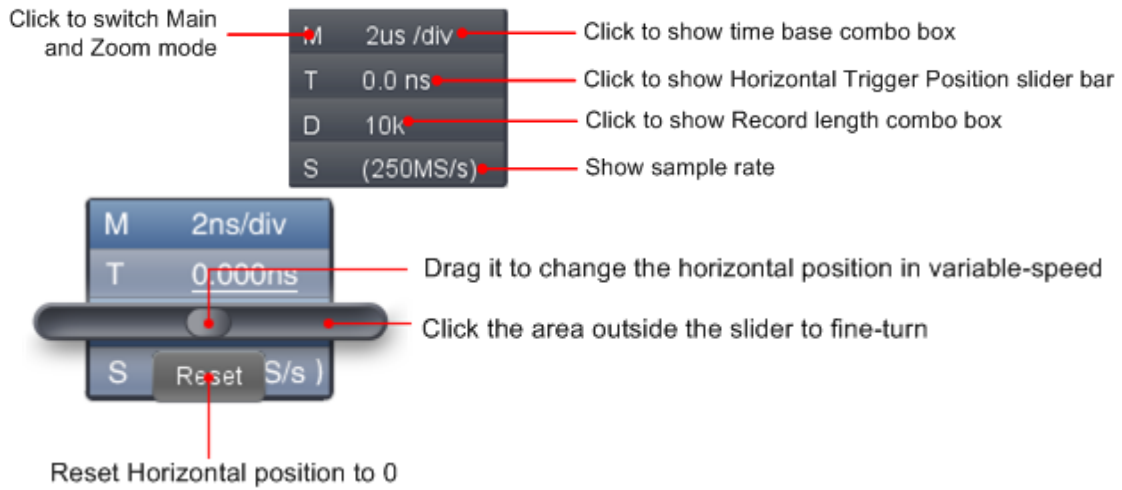 Click to switch Main
and Zoom mode
M 2us /div
Click to show time base combo box
T 0.0 ns
Click to show Horizontal Trigger Position slider bar
D 10k
Click to show Record length combo box
S (250MS/s)
Show sample rate
M 2ns/div
T 0.000ns
Drag it to change the horizontal position in variable-speed
Click the area outside the slider to fine-turn
S Reset S/s )
Reset Horizontal position to 0